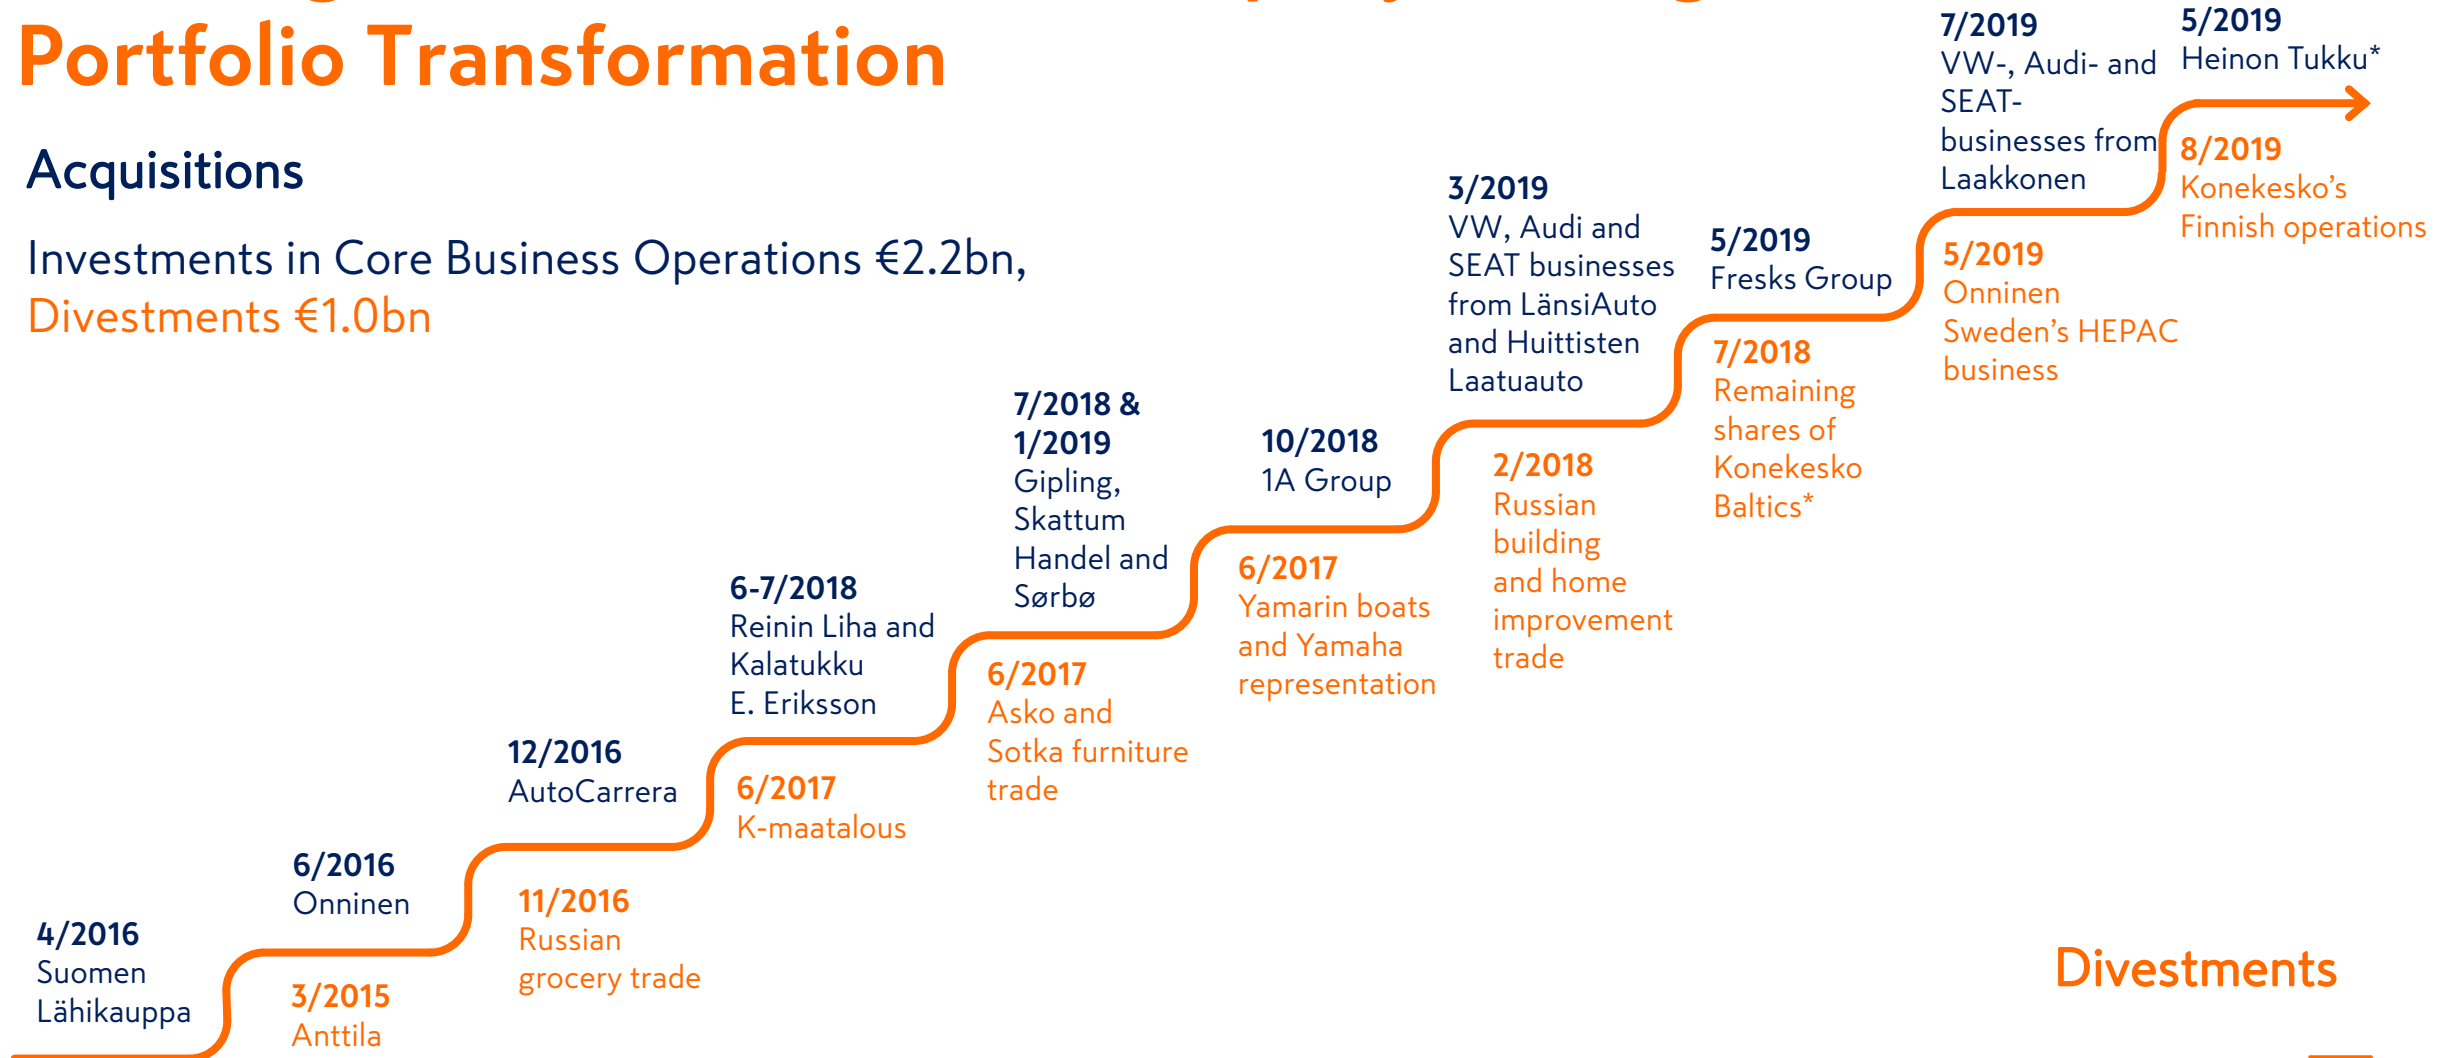 Portfolio Transformation
Acquisitions
Investments in Core Business Operations €2.2bn,
Divestments €1.0bn
4/2016
Suomen
Lähikauppa
6/2016
Onninen
3/2015
Anttila
12/2016
AutoCarrera
11/2016
Russian
grocery trade
6-7/2018
Reinin Liha and
Kalatukku
E. Eriksson
6/2017
K-maatalous
7/2018 &
1/2019
Gipling,
Skattum
Handel and
Sørbø
6/2017
Asko and
Sotka furniture
trade
10/2018
1A Group
6/2017
Yamarin boats
and Yamaha
representation
3/2019
VW, Audi and
SEAT businesses
from LänsiAuto
and Huittisten
Laatuauto
2/2018
Russian
building
and home
improvement
trade
5/2019
Fresks Group
7/2018
Remaining
shares of
Konekesko
Baltics*
7/2019
VW-, Audi- and
SEAT-
businesses from
Laakkonen
5/2019
Onninen
Sweden’s HEPAC
business
5/2019
Heinon Tukku*
8/2019
Konekesko’s
Finnish operations
Divestments